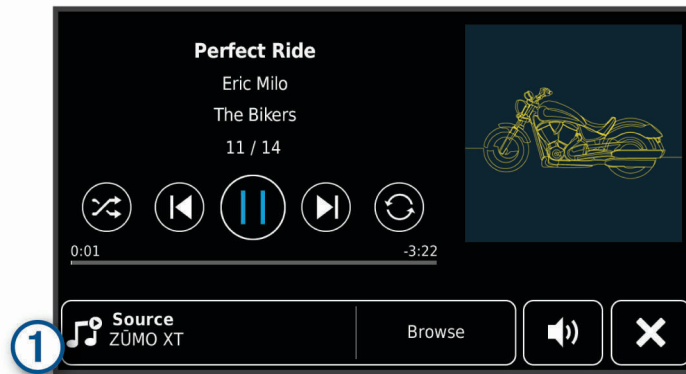 Perfect Ride
Eric Milo
The Bikers
11 / 14
0:01 -3:22
Source
ZŪMO XT
Browse
1